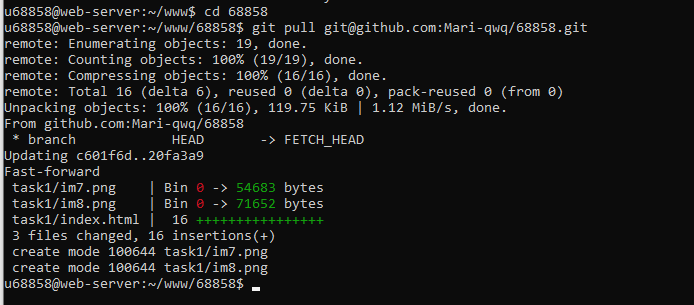 u68858@web-server:~/www$ cd 68858
u68858@web-server:~/www/68858$ git pull git@github.com:Mari-qwq/68858.git
remote: Enumerating objects: 19, done.
remote: Counting objects: 100% (19/19), done.
remote: Compressing objects: 100% (16/16), done.
remote: Total 16 (delta 6), reused 0 (delta 0), pack-reused 0 (from 0)
Unpacking objects: 100% (16/16), 119.75 KiB | 1.12 MiB/s, done.
From github.com:Mari-qwq/68858
 * branch            HEAD       -> FETCH_HEAD
Updating c601f6d..20fa3a9
Fast-forward
 task1/im7.png    | Bin 0 -> 54683 bytes
 task1/im8.png    | Bin 0 -> 71652 bytes
 task1/index.html |  16 ++++++++++++++++
 3 files changed, 16 insertions(+)
 create mode 100644 task1/im7.png
 create mode 100644 task1/im8.png
u68858@web-server:~/www/68858$